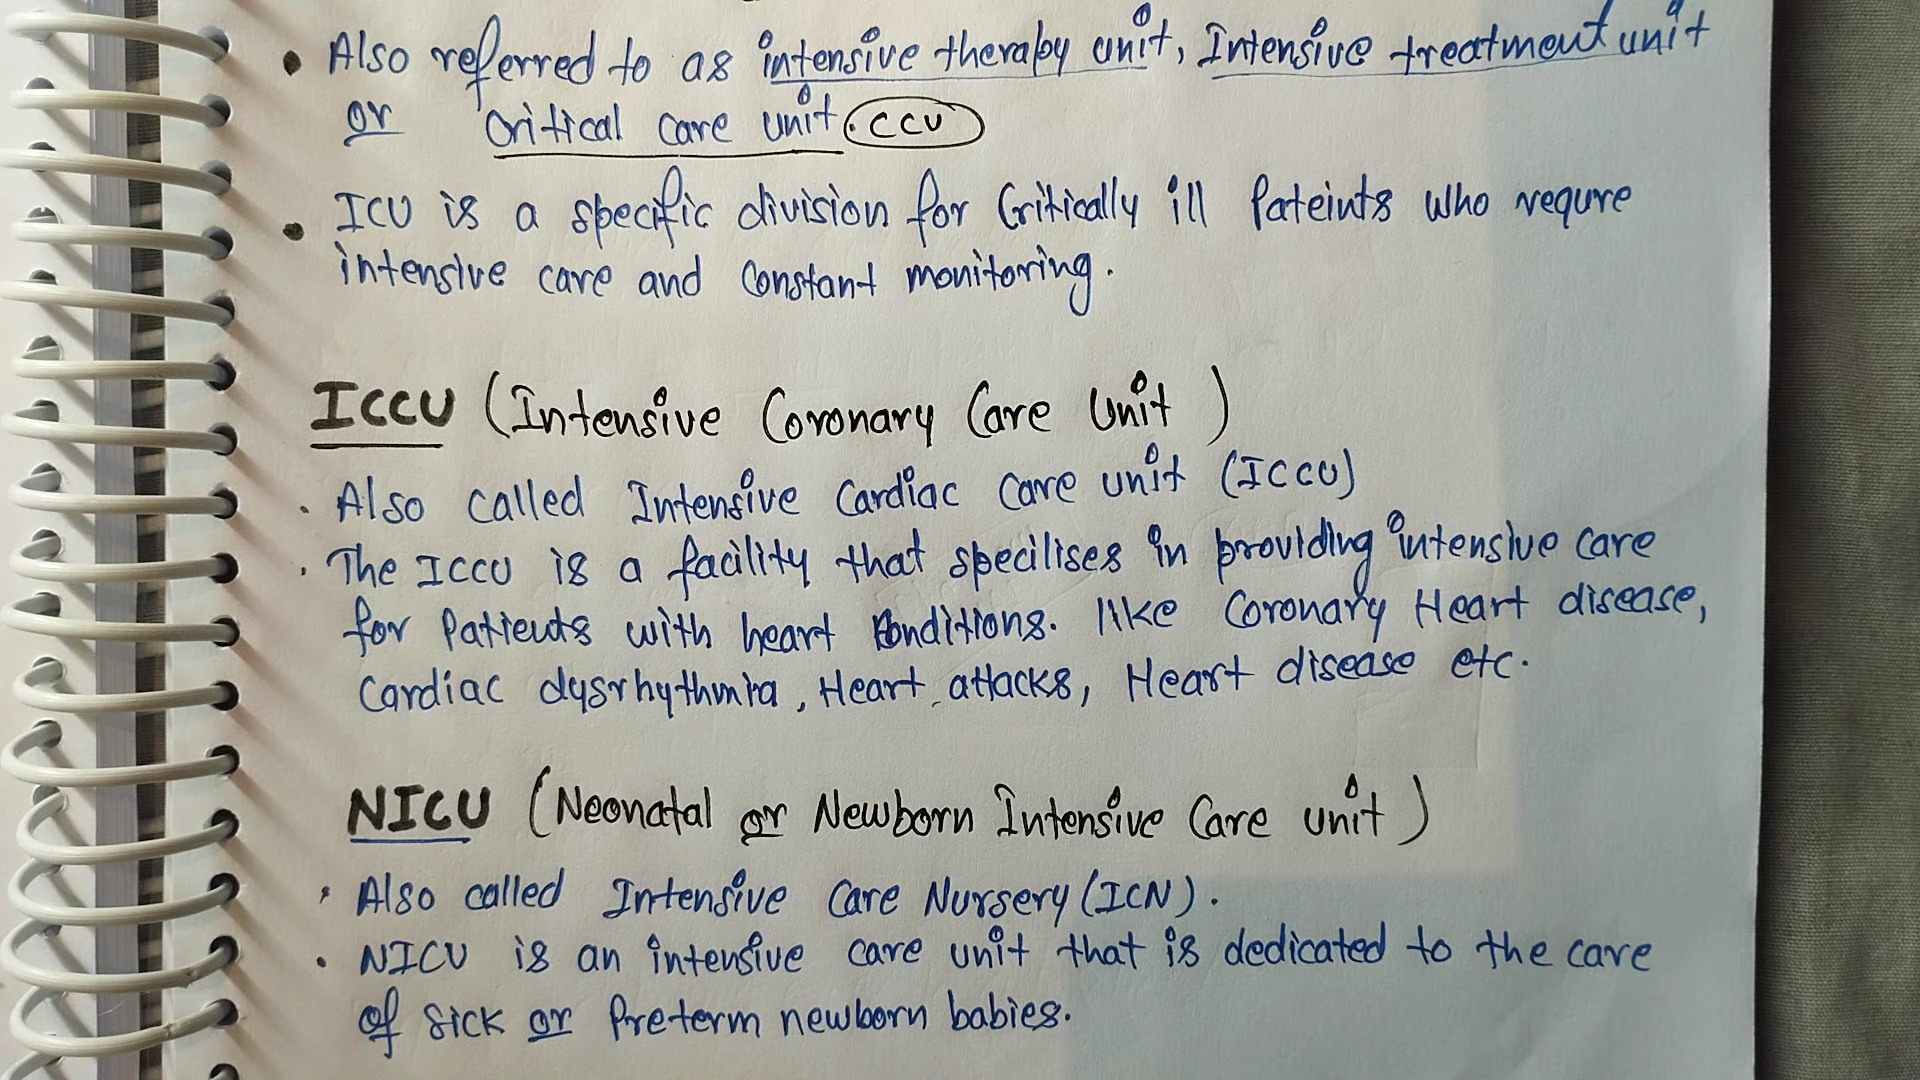 • Also referred to as intensive therapy unit, Intensive treatment unit
or Critical care unit. CCU
• ICU is a specific division for Critically ill Pateints who requre
intensive care and Constant monitoring.
ICCU (Intensive Coronary Care Unit)
. Also called Intensive Cardiac Care unit (ICCU)
. The ICCU is a facility that specilises in providing intensive care
for Patients with heart Conditions. like Coronary Heart disease,
Cardiac dysrhythmia, Heart attacks, Heart disease etc.
NICU (Neonatal or Newborn Intensive Care unit)
• Also called Intensive Care Nursery (ICN).
• NICU is an intensive care unit that is dedicated to the care
of sick or Preterm newborn babies.